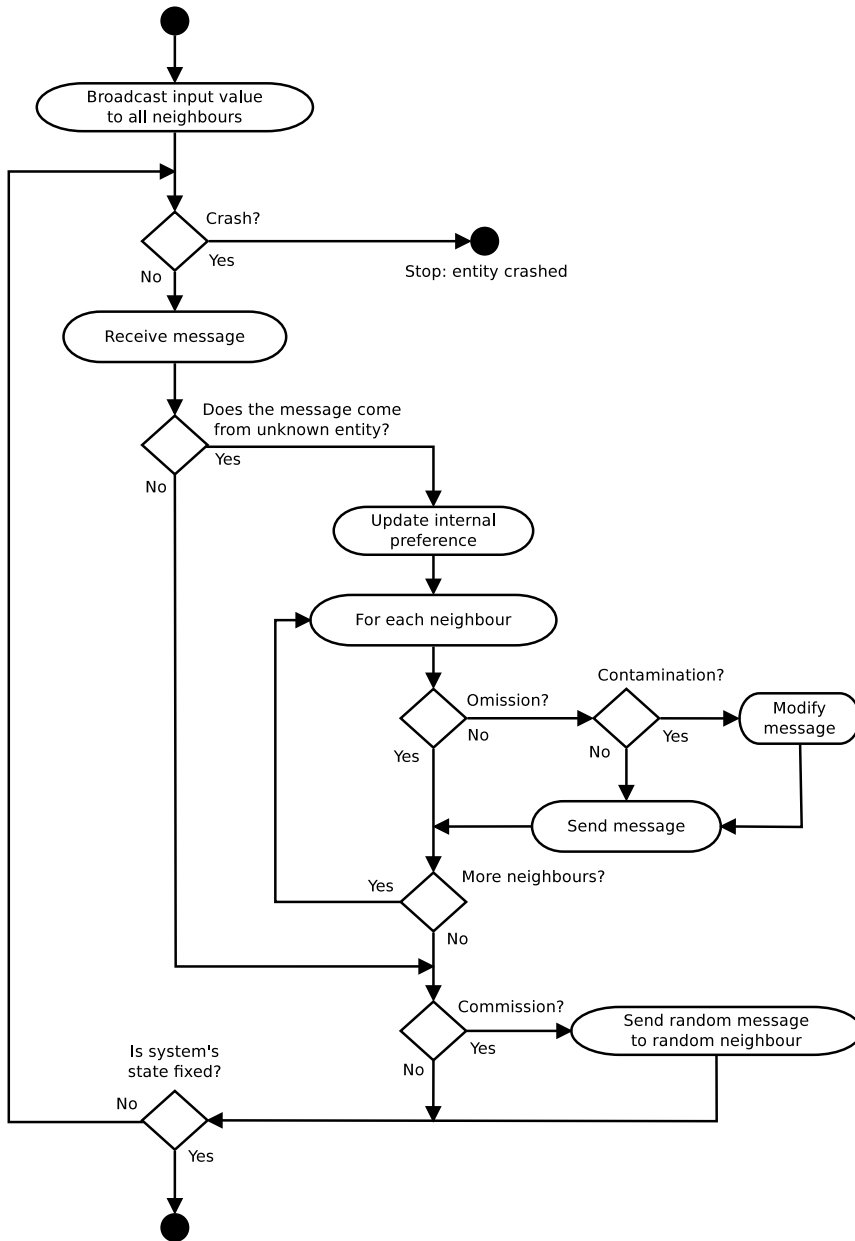 Broadcast input value
to all neighbours
Crash?
Yes
No
Stop: entity crashed
Receive message
Does the message come
from unknown entity?
Yes
No
Update internal
preference
For each neighbour
Contamination?
Omission?
Modify
message
No
Yes
No
Yes
Send message
Yes
More neighbours?
No
Commission?
Send random message
to random neighbour
Yes
No
Is system's
state fixed?
No
Yes